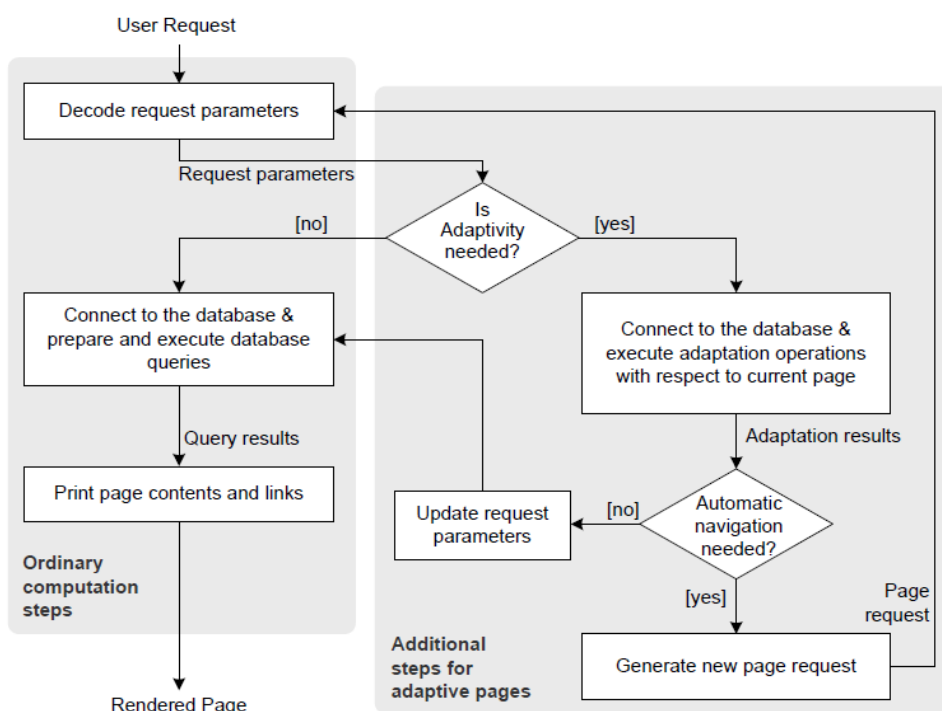 User Request
Decode request parameters
Request parameters
Is
Adaptivity
needed?
[no]
[yes]
Connect to the database &
prepare and execute database
queries
Connect to the database &
execute adaptation operations
with respect to current page
Query results
Adaptation results
Print page contents and links
Update request
parameters
[no]
Automatic
navigation
needed?
Ordinary
computation
steps
[yes]
Page
request
Additional
steps for
adaptive pages
Generate new page request
Rendered Page